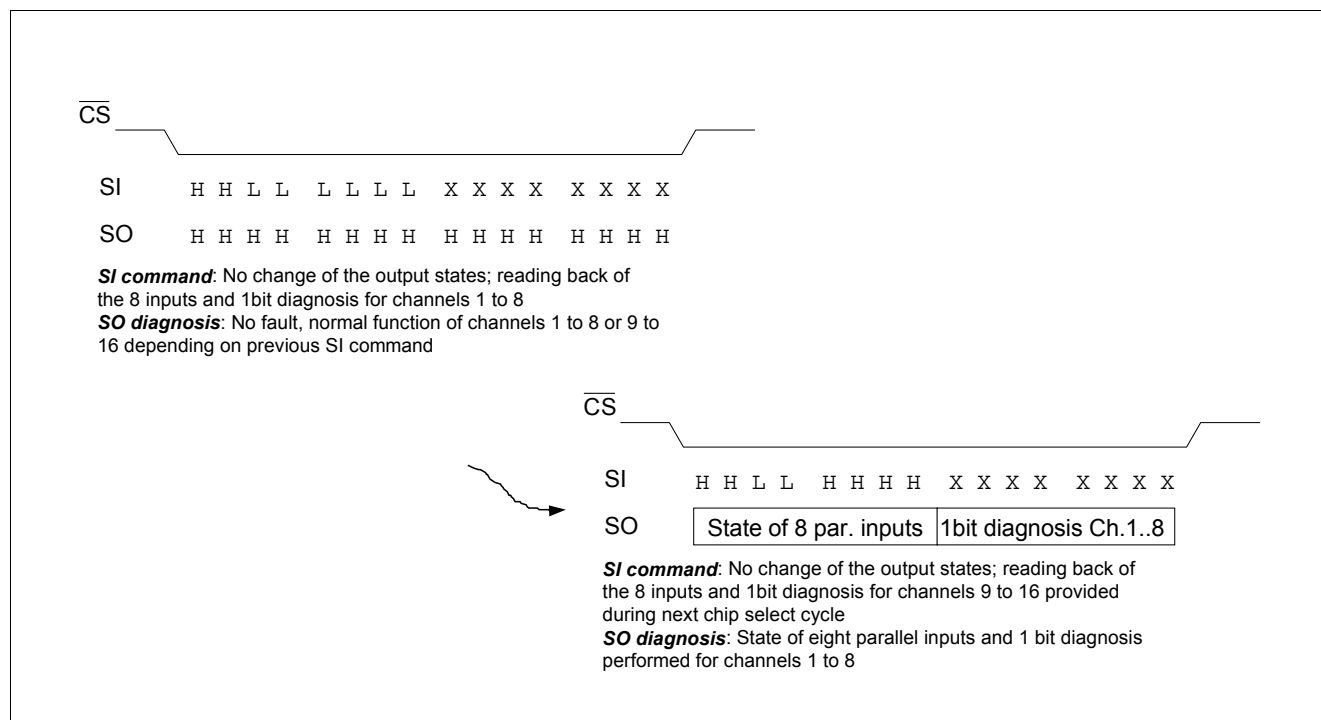 CS
SI H H L L L L L L X X X X X X X X
SO H H H H H H H H H H H H H H H H
SI command: No change of the output states; reading back of
the 8 inputs and 1bit diagnosis for channels 1 to 8
SO diagnosis: No fault, normal function of channels 1 to 8 or 9 to
16 depending on previous SI command
CS
SI H H L L H H H H X X X X X X X X
SO State of 8 par. inputs 1bit diagnosis Ch.1..8
SI command: No change of the output states; reading back of
the 8 inputs and 1bit diagnosis for channels 9 to 16 provided
during next chip select cycle
SO diagnosis: State of eight parallel inputs and 1 bit diagnosis
performed for channels 1 to 8